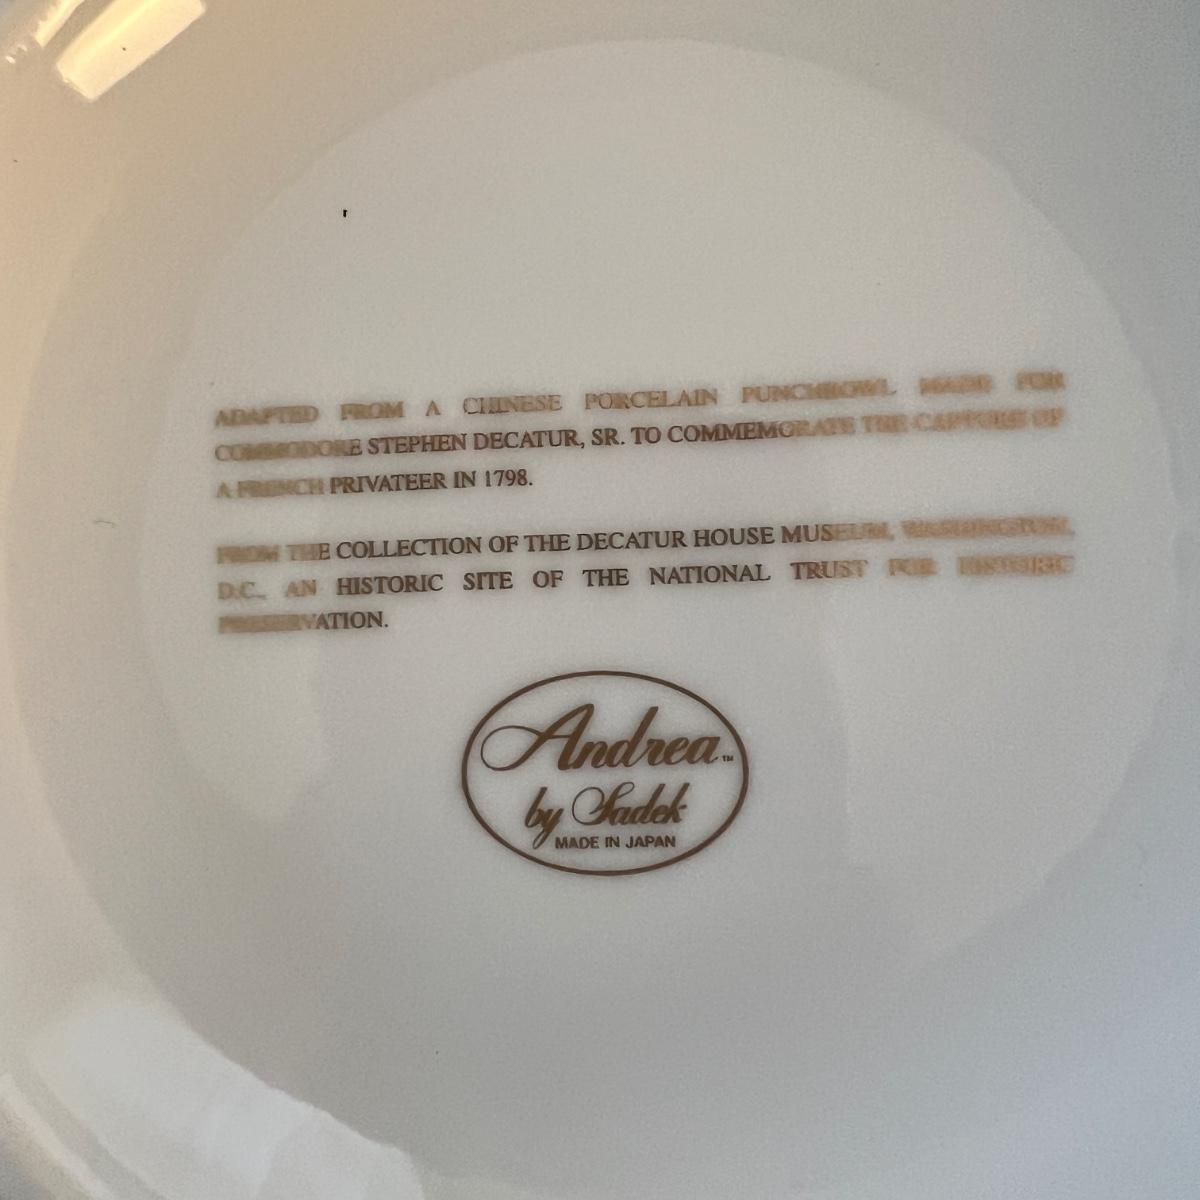 ADAPTED FROM A CHINESE PORCELAIN PUNCHBOWL MADE FOR
COMMODORE STEPHEN DECATUR, SR. TO COMMEMORATE THE CAPTURE OF
A FRENCH PRIVATEER IN 1798.
FROM THE COLLECTION OF THE DECATUR HOUSE MUSEUM, WASHINGTON,
D.C., AN HISTORIC SITE OF THE NATIONAL TRUST FOR HISTORIC
PRESERVATION.
Andrea™
by Sadek
MADE IN JAPAN